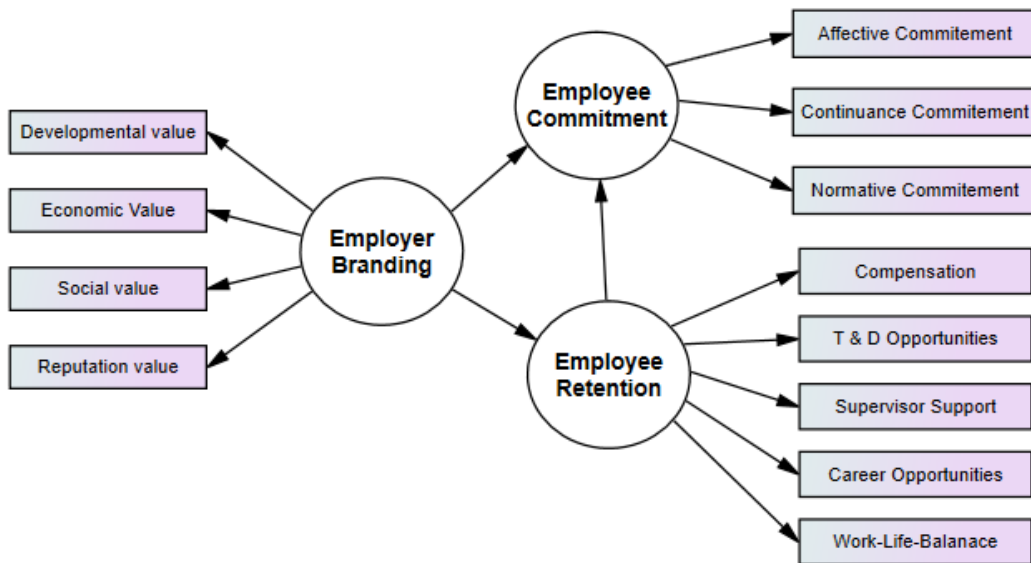 Developmental value
Economic Value
Social value
Reputation value
Employer
Branding
Employee
Commitment
Employee
Retention
Affective Commitement
Continuance Commitement
Normative Commitement
Compensation
T & D Opportunities
Supervisor Support
Career Opportunities
Work-Life-Balanace